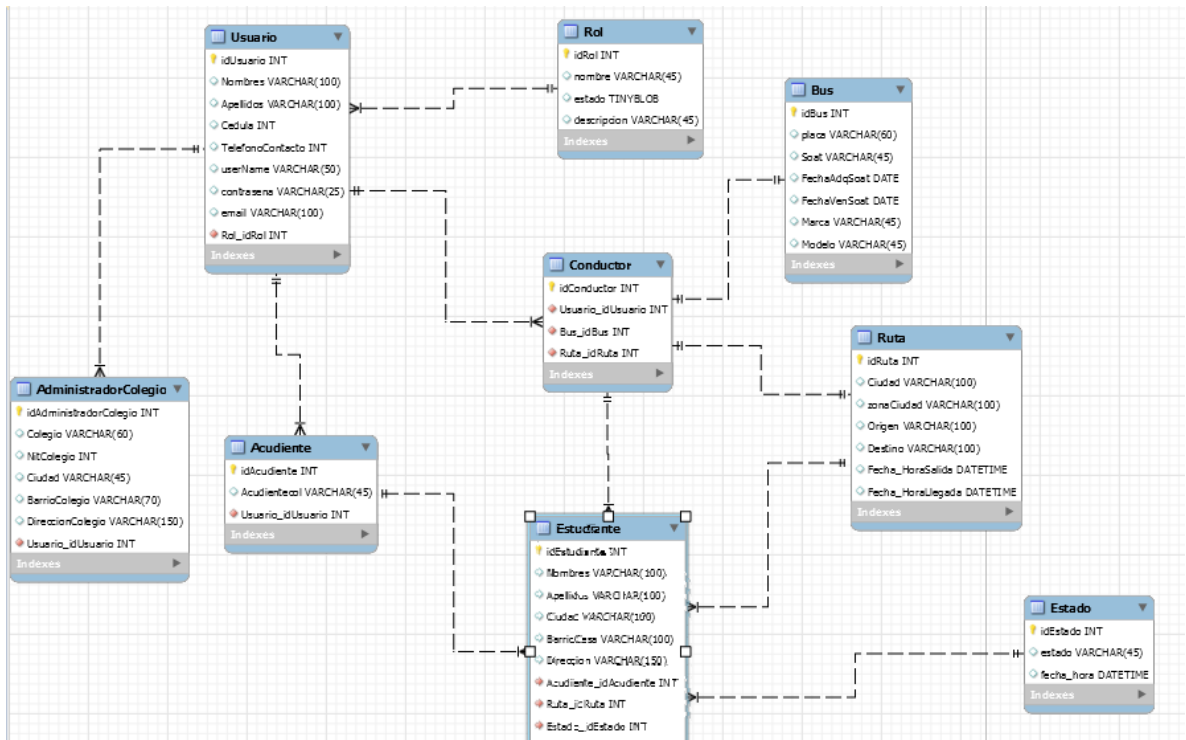 Usuario
idUsuario INT
Nombres VARCHAR(100)
Apellidos VARCHAR(100)
Cedula INT
TelefonoContacto INT
userName VARCHAR(50)
contrasena VARCHAR(25)
email VARCHAR(100)
Rol_idRol INT
Indexes
Rol
idRol INT
nombre VARCHAR(45)
estado TINYBLOB
descripcion VARCHAR(45)
Indexes
Bus
idBus INT
placa VARCHAR(60)
Soat VARCHAR(45)
FechaAdqSoat DATE
FechaVenSoat DATE
Marca VARCHAR(45)
Modelo VARCHAR(45)
Indexes
Conductor
idConductor INT
Usuario_idUsuario INT
Bus_idBus INT
Ruta_idRuta INT
Indexes
Ruta
idRuta INT
Ciudad VARCHAR(100)
zonaCiudad VARCHAR(100)
Origen VARCHAR(100)
Destino VARCHAR(100)
Fecha_HoraSalida DATETIME
Fecha_HoraLlegada DATETIME
Indexes
AdministradorColegio
idAdministradorColegio INT
Colegio VARCHAR(60)
NitColegio INT
Ciudad VARCHAR(45)
BarrioColegio VARCHAR(70)
DireccionColegio VARCHAR(150)
Usuario_idUsuario INT
Indexes
Acudiente
idAcudiente INT
Acudientecol VARCHAR(45)
Usuario_idUsuario INT
Indexes
Estudiante
idEstudiante INT
Nombres VARCHAR(100)
Apellidos VARCHAR(100)
Ciudad VARCHAR(100)
BarrioCasa VARCHAR(100)
Direccion VARCHAR(150)
Acudiente_idAcudiente INT
Ruta_idRuta INT
Estado_idEstado INT
Estado
idEstado INT
estado VARCHAR(45)
fecha_hora DATETIME
Indexes